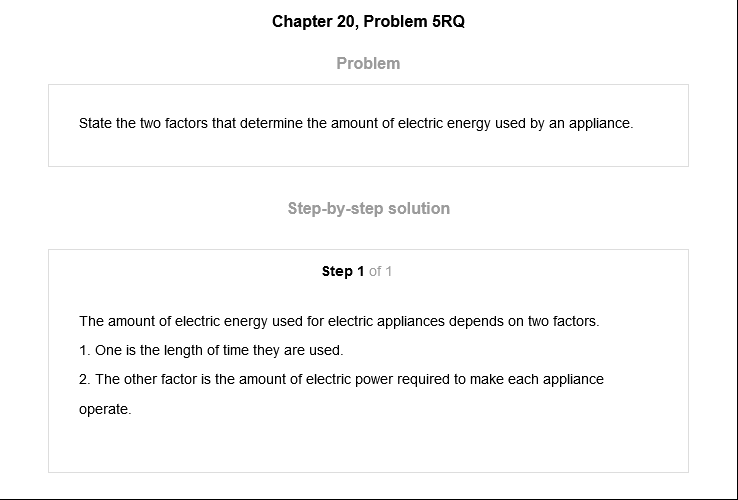 Chapter 20, Problem 5RQ
Problem
State the two factors that determine the amount of electric energy used by an appliance.
Step-by-step solution
Step 1 of 1
The amount of electric energy used for electric appliances depends on two factors.
1. One is the length of time they are used.
2. The other factor is the amount of electric power required to make each appliance
operate.